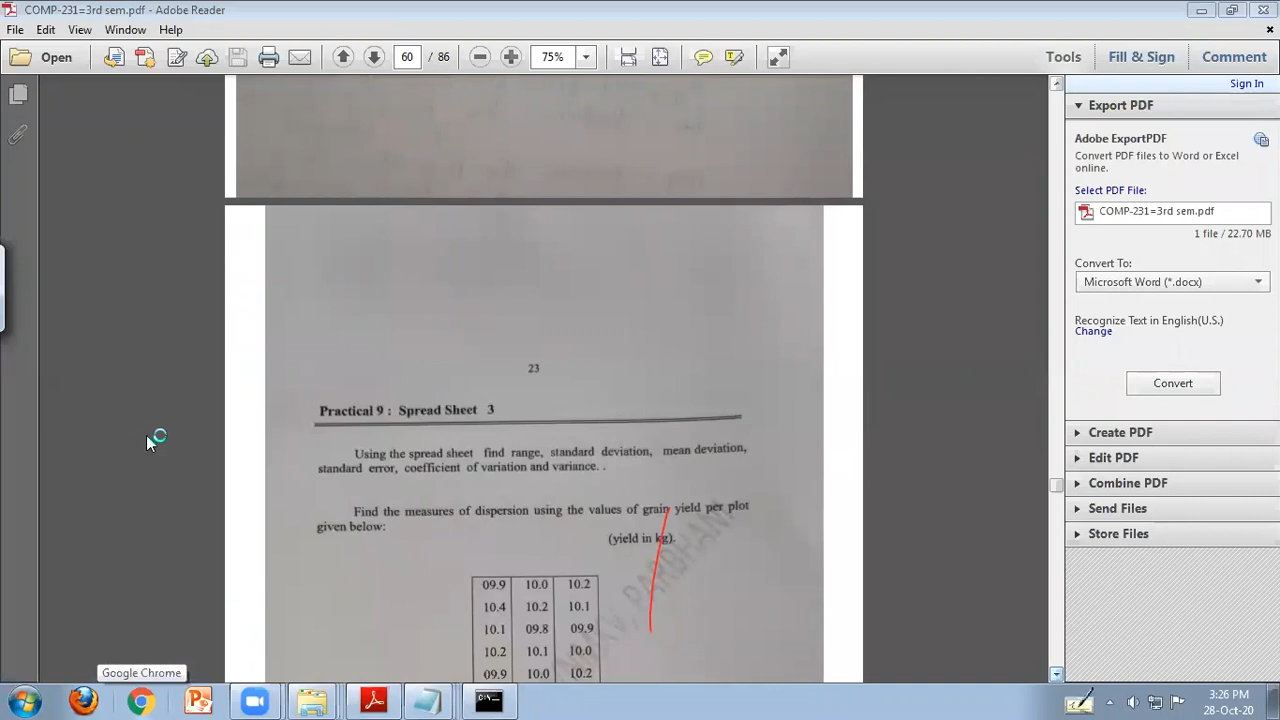 COMP-231=3rd sem.pdf - Adobe Reader
File Edit View Window Help
Open 60 / 86 75% Tools Fill & Sign Comment
Sign In
Export PDF
Adobe ExportPDF
Convert PDF files to Word or Excel
online.
Select PDF File:
COMP-231=3rd sem.pdf
1 file / 22.70 MB
Convert To:
Microsoft Word (*.docx)
Recognize Text in English(U.S.)
Change
Convert
Create PDF
Edit PDF
Combine PDF
Send Files
Store Files
23
Practical 9 : Spread Sheet 3
Using the spread sheet find range, standard deviation, mean deviation,
standard error, coefficient of variation and variance. .
Find the measures of dispersion using the values of grain yield per plot
given below:
(yield in kg).
09.9 10.0 10.2
10.4 10.2 10.1
10.1 09.8 09.9
10.2 10.1 10.0
09.9 10.0 10.2
PARBHANI
Google Chrome
3:26 PM
28-Oct-20